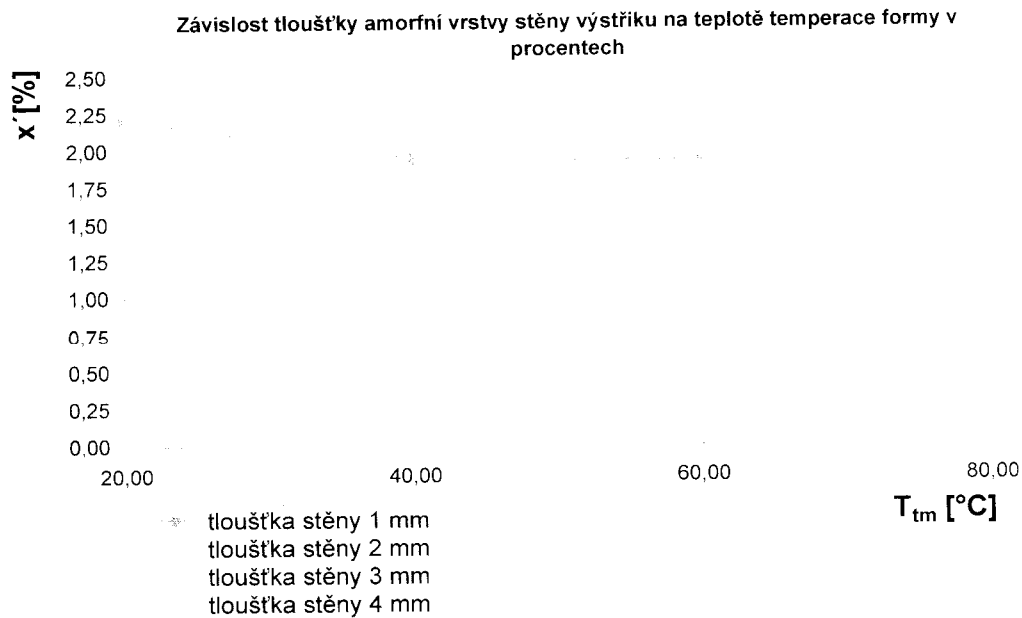 Závislost tloušťky amorfní vrstvy stěny výstřiku na teplotě temperace formy v
procentech
x´[%]
2,50
2,25
2,00
1,75
1,50
1,25
1,00
0,75
0,50
0,25
0,00
20,00 40,00 60,00 80,00
Ttm [°C]
tloušťka stěny 1 mm
tloušťka stěny 2 mm
tloušťka stěny 3 mm
tloušťka stěny 4 mm